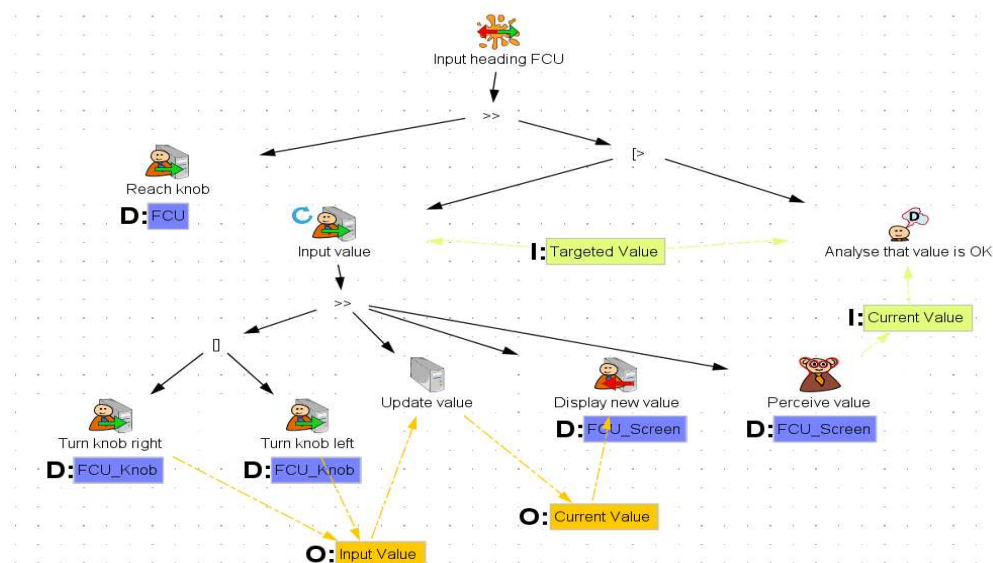 Input heading FCU
>>
[>
Reach knob
D: FCU
Input value
I: Targeted Value
D
Analyse that value is OK
>>
I: Current Value
[]
Turn knob right
D: FCU_Knob
Turn knob left
D: FCU_Knob
Update value
Display new value
D: FCU_Screen
Perceive value
D: FCU_Screen
O: Current Value
O: Input Value